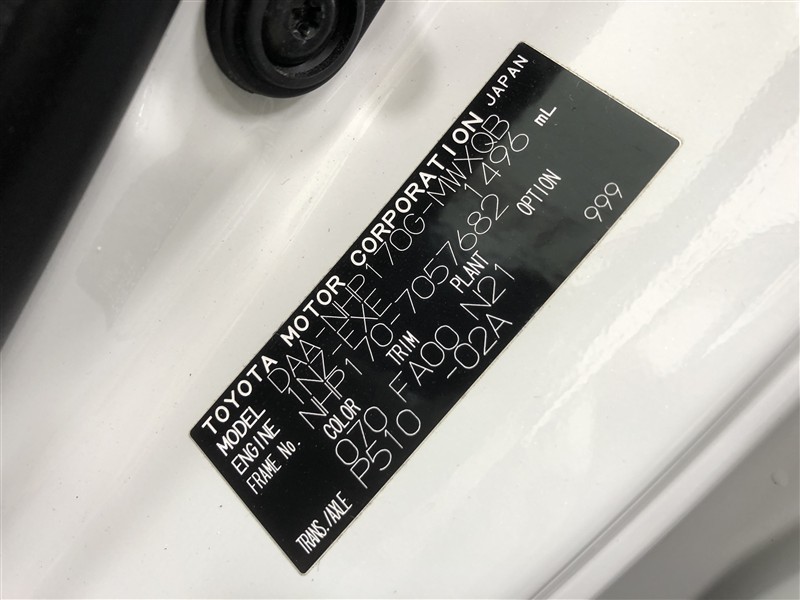 TOYOTA MOTOR CORPORATION JAPAN
MODEL DAA-NHP170G-MWXQB
ENGINE 1NZ-FXE 1496 mL
FRAME No. NHP170-7057682
COLOR TRIM PLANT OPTION
070 FA00 N21 999
TRANS./AXLE P510 -02A